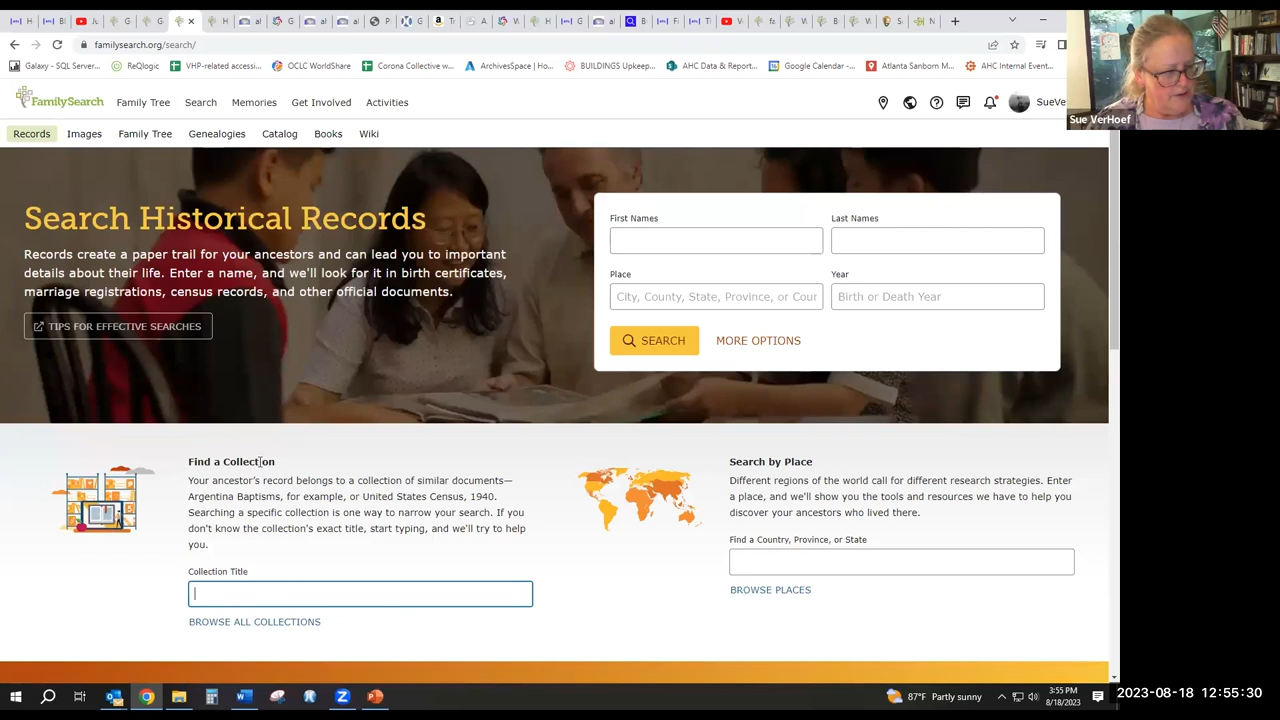 familysearch.org/search/
Galaxy - SQL Server...
ReQlogic
VHP-related accessi...
OCLC WorldShare
Corona Collective w...
ArchivesSpace | Ho...
BUILDINGS Upkeep...
AHC Data & Report...
Google Calendar -...
Atlanta Sanborn M...
AHC Internal Event...
FamilySearch
Family Tree
Search
Memories
Get Involved
Activities
SueVe
Sue VerHoef
Records
Images
Family Tree
Genealogies
Catalog
Books
Wiki
Search Historical Records
Records create a paper trail for your ancestors and can lead you to important
details about their life. Enter a name, and we'll look for it in birth certificates,
marriage registrations, census records, and other official documents.
TIPS FOR EFFECTIVE SEARCHES
First Names
Last Names
Place
Year
City, County, State, Province, or Cour
Birth or Death Year
SEARCH
MORE OPTIONS
Find a Collection
Your ancestor's record belongs to a collection of similar documents—
Argentina Baptisms, for example, or United States Census, 1940.
Searching a specific collection is one way to narrow your search. If you
don't know the collection's exact title, start typing, and we'll try to help
you.
Collection Title
BROWSE ALL COLLECTIONS
Search by Place
Different regions of the world call for different research strategies. Enter
a place, and we'll show you the tools and resources we have to help you
discover your ancestors who lived there.
Find a Country, Province, or State
BROWSE PLACES
87°F Partly sunny
3:55 PM
8/18/2023
2023-08-18 12:55:30